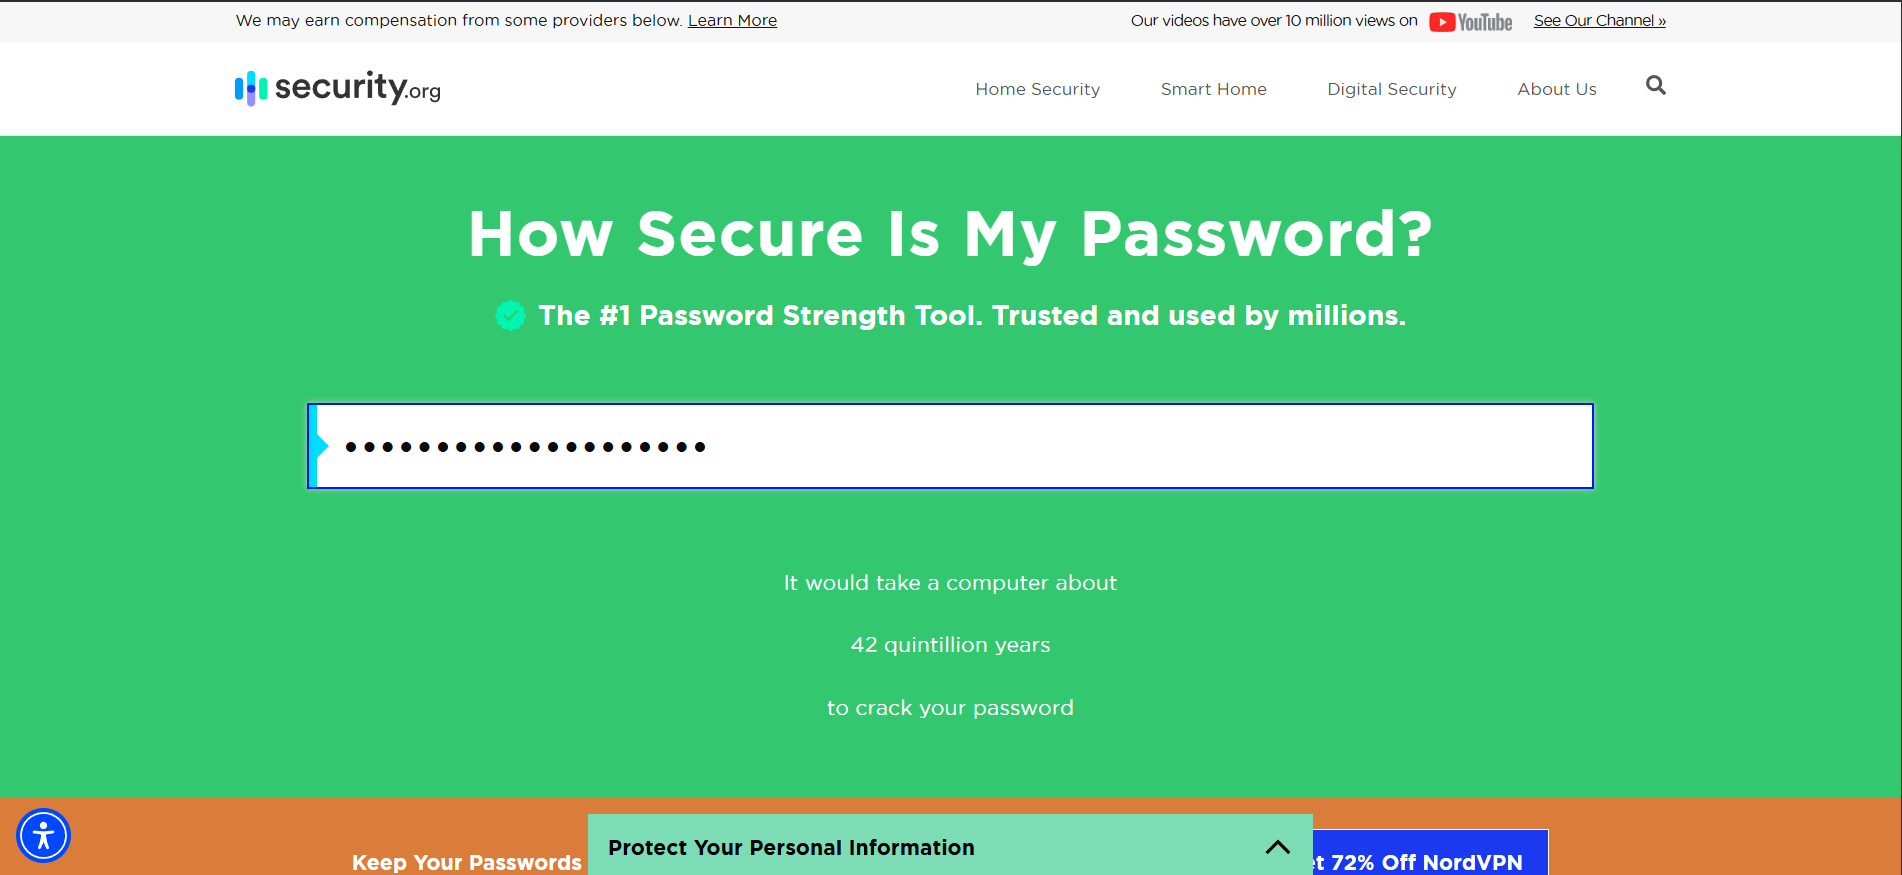 We may earn compensation from some providers below. Learn More
Our videos have over 10 million views on YouTube See Our Channel »
security.org
Home Security Smart Home Digital Security About Us
How Secure Is My Password?
The #1 Password Strength Tool. Trusted and used by millions.
••••••••••••••••••••
It would take a computer about
42 quintillion years
to crack your password
Keep Your Passwords
Protect Your Personal Information
72% Off NordVPN